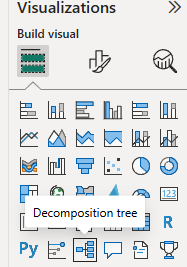 Visualizations
Build visual
123
Decomposition tree
R
Py